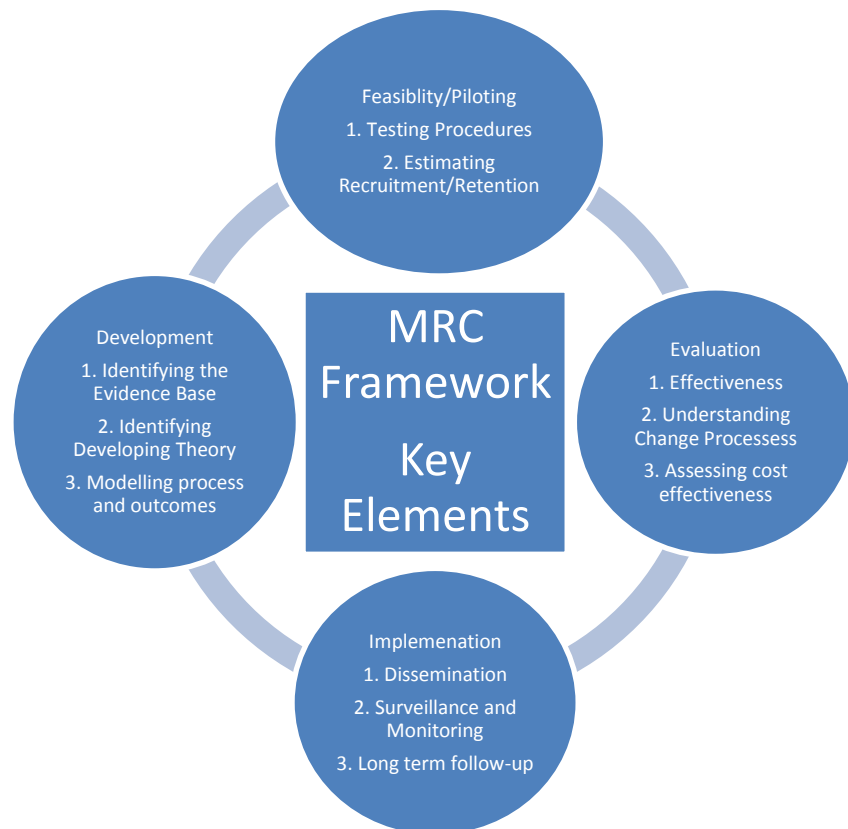 Feasiblity/Piloting
1. Testing Procedures
2. Estimating
Recruitment/Retention
Development
1. Identifying the
Evidence Base
2. Identifying
Developing Theory
3. Modelling process
and outcomes
MRC
Framework
Key
Elements
Evaluation
1. Effectiveness
2. Understanding
Change Processess
3. Assessing cost
effectiveness
Implemenation
1. Dissemination
2. Surveillance and
Monitoring
3. Long term follow-up